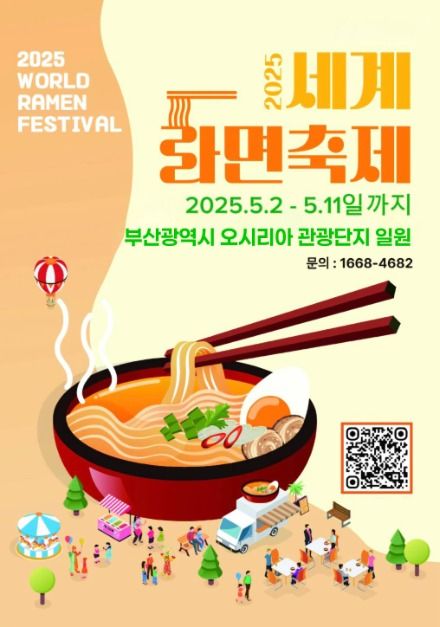 2025
WORLD
RAMEN
FESTIVAL
2025 세계
라면축제
2025.5.2 - 5.11일까지
부산광역시 오시리아 관광단지 일원
문의 : 1668-4682